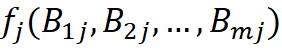 f_j(B_{1j}, B_{2j}, …, B_{mj})